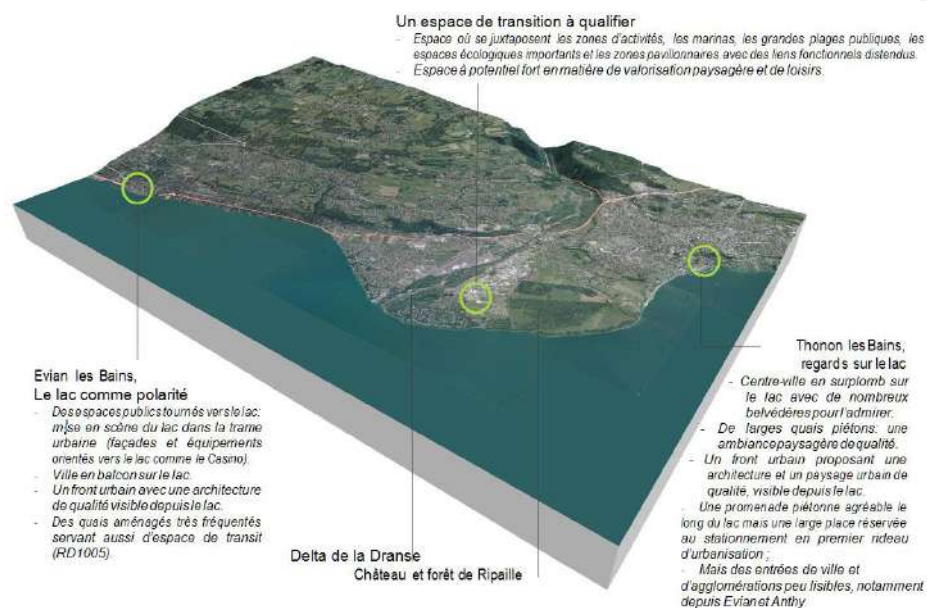 Un espace de transition à qualifier
- Espace où se juxtaposent les zones d'activités, les marinas, les grandes plages publiques, les
espaces écologiques importants et les zones pavillonnaires avec des liens fonctionnels distendus.
- Espace à potentiel fort en matière de valorisation paysagère et de loisirs.
Evian les Bains,
Le lac comme polarité
- Des espaces publics tournés vers le lac:
mise en scène du lac dans la trame
urbaine (façades et équipements
orientés vers le lac comme le Casino).
- Ville en balcon sur le lac.
- Un front urbain avec une architecture
de qualité visible depuis le lac.
- Des quais aménagés très fréquentés
servant aussi d'espace de transit
(RD1005).
Delta de la Dranse
Château et forêt de Ripaille
Thonon les Bains,
regards sur le lac
- Centre-ville en surplomb sur
le lac avec de nombreux
belvédères pour l'admirer.
- De larges quais piétons: une
ambiance paysagère de qualité.
- Un front urbain proposant une
architecture et un paysage urbain de
qualité, visible depuis le lac.
- Une promenade piétonne agréable le
long du lac mais une large place réservée
au stationnement en premier rideau
d'urbanisation ;
- Mais des entrées de ville et
d'agglomérations peu lisibles, notamment
depuis Evian et Anthy